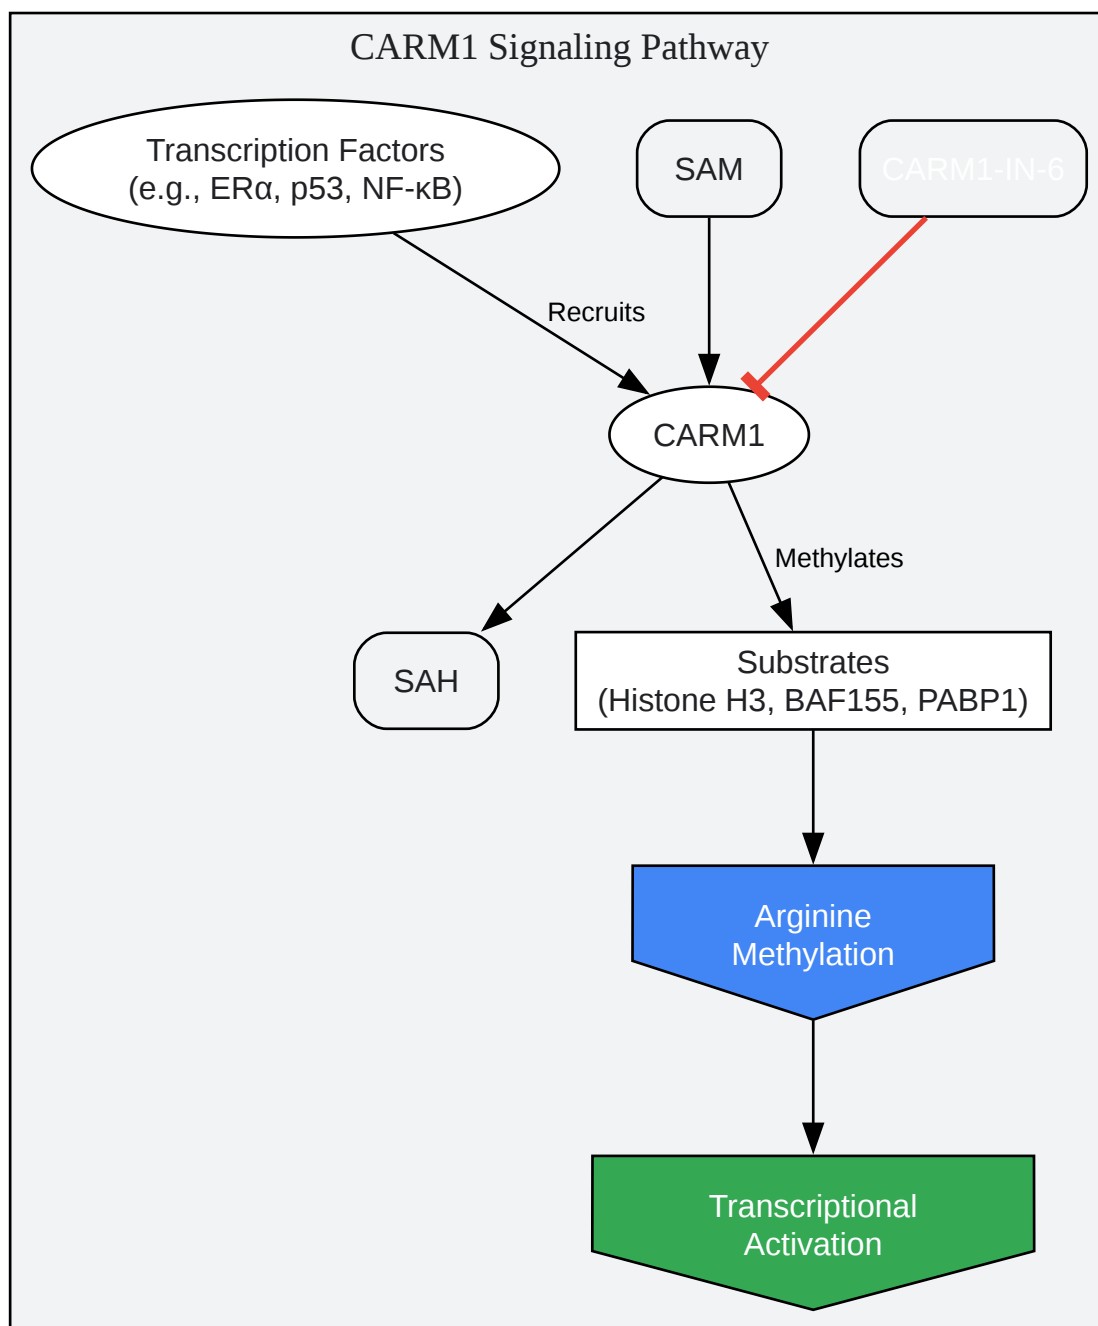 CARM1 Signaling Pathway
Transcription Factors
(e.g., ERα, p53, NF-κB)
SAM
CARM1-IN-6
Recruits
CARM1
Methylates
SAH
Substrates
(Histone H3, BAF155, PABP1)
Arginine
Methylation
Transcriptional
Activation